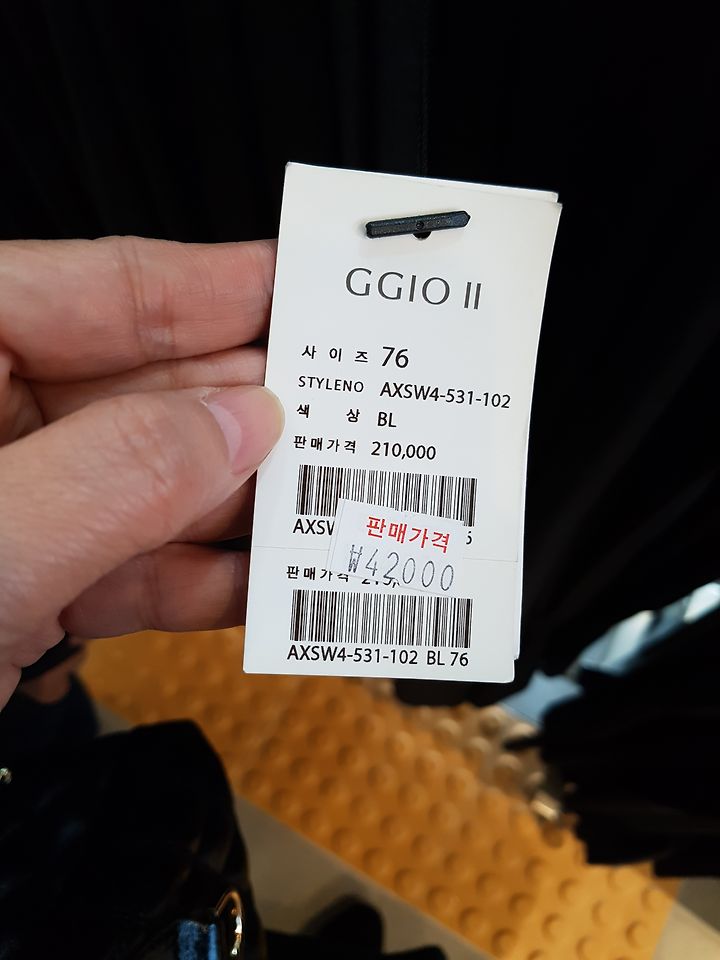 GGIO II
사이즈 76
STYLENO AXSW4-531-102
색상 BL
판매가격 210,000
판매가격
₩42000
판매가격
AXSW4-531-102 BL 76